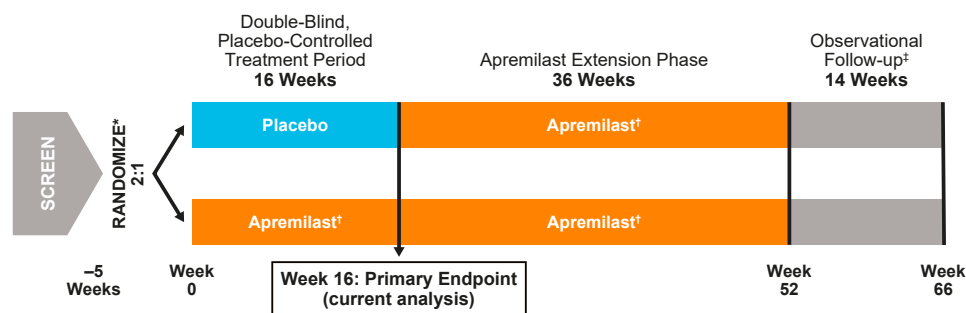 Double-Blind,
Placebo-Controlled
Treatment Period
16 Weeks
Apremilast Extension Phase
36 Weeks
Observational
Follow-up‡
14 Weeks
SCREEN
RANDOMIZE*
2:1
Placebo
Apremilast†
Apremilast†
Apremilast†
–5
Weeks
Week
0
Week 16: Primary Endpoint
(current analysis)
Week
52
Week
66